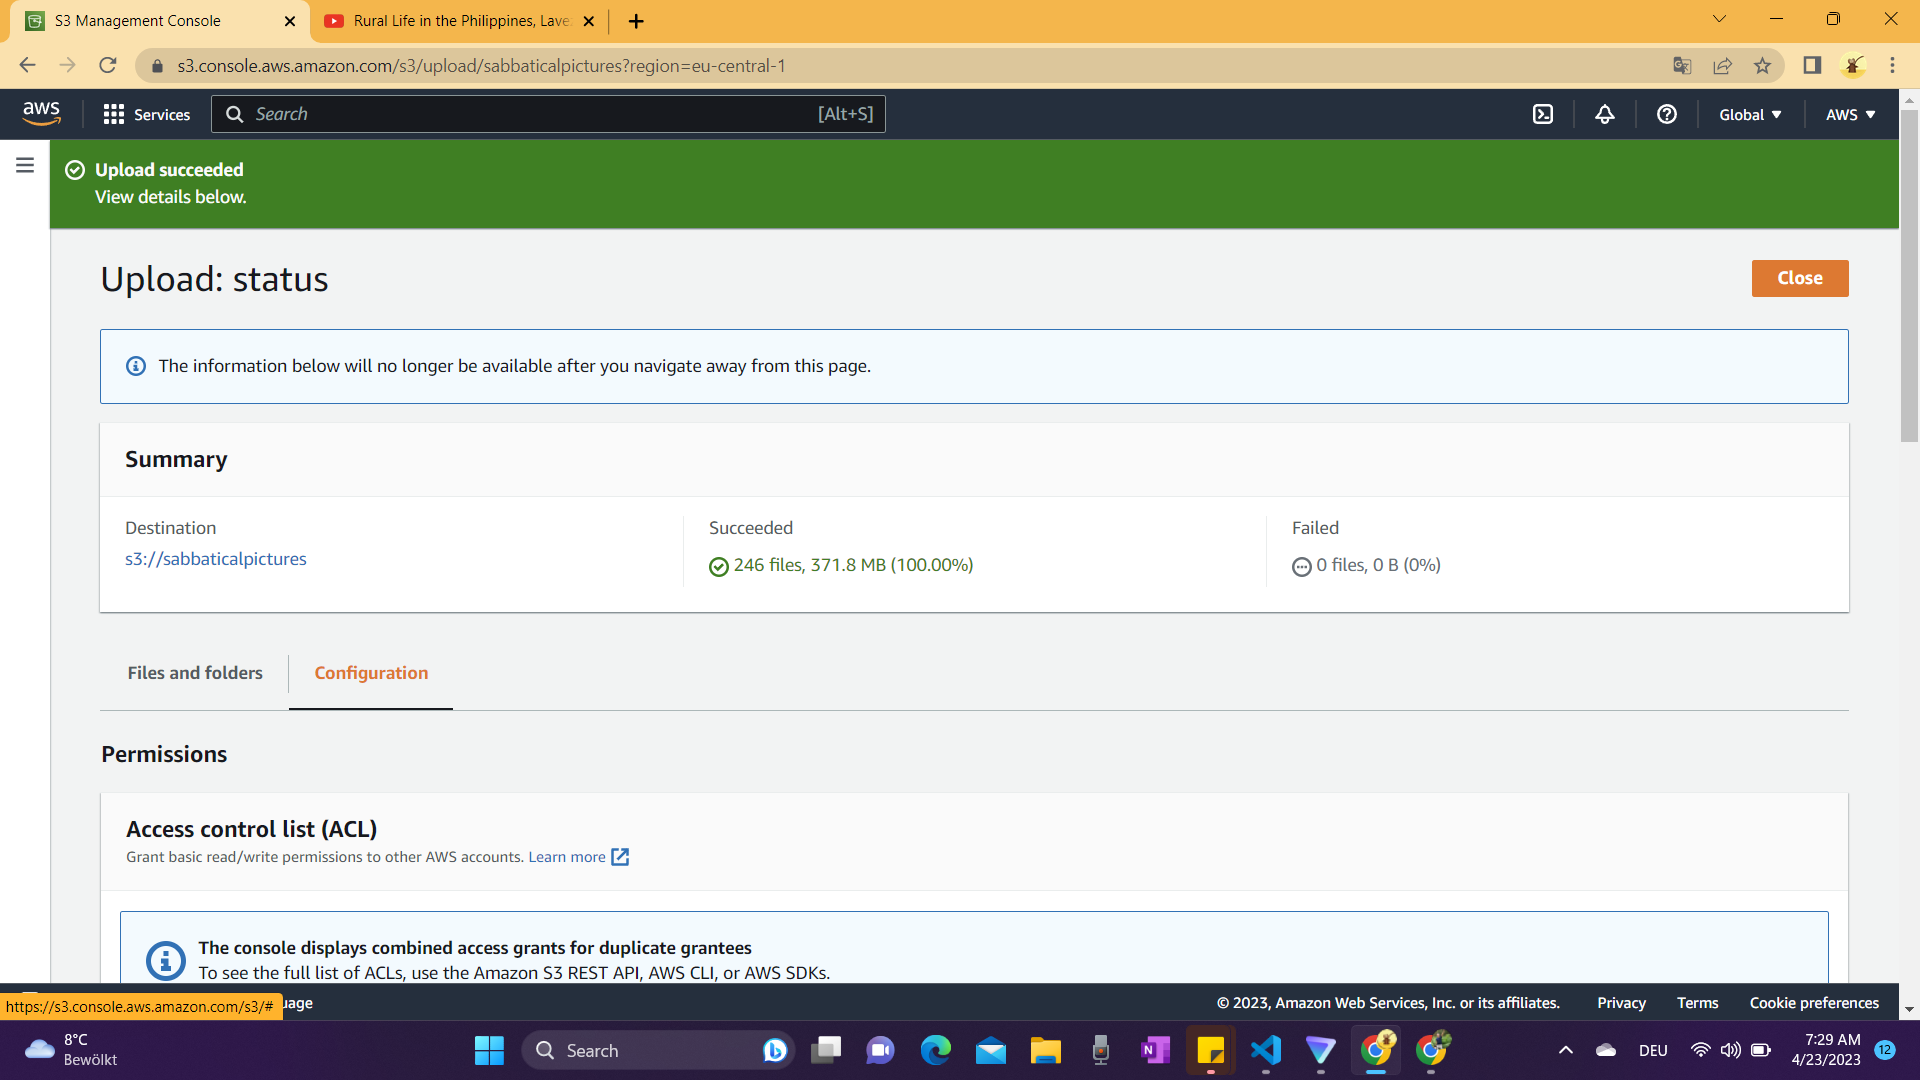 S3 Management Console
Rural Life in the Philippines, Lave
s3.console.aws.amazon.com/s3/upload/sabbaticalpictures?region=eu-central-1
aws
Services
Search
[Alt+S]
Global
AWS
Upload succeeded
View details below.
Upload: status
Close
The information below will no longer be available after you navigate away from this page.
Summary
Destination
Succeeded
Failed
s3://sabbaticalpictures
246 files, 371.8 MB (100.00%)
0 files, 0 B (0%)
Files and folders
Configuration
Permissions
Access control list (ACL)
Grant basic read/write permissions to other AWS accounts. Learn more
The console displays combined access grants for duplicate grantees
To see the full list of ACLs, use the Amazon S3 REST API, AWS CLI, or AWS SDKs.
https://s3.console.aws.amazon.com/s3/#
uage
© 2023, Amazon Web Services, Inc. or its affiliates.
Privacy
Terms
Cookie preferences
8°C
Bewölkt
Search
N
DEU
7:29 AM
4/23/2023
12